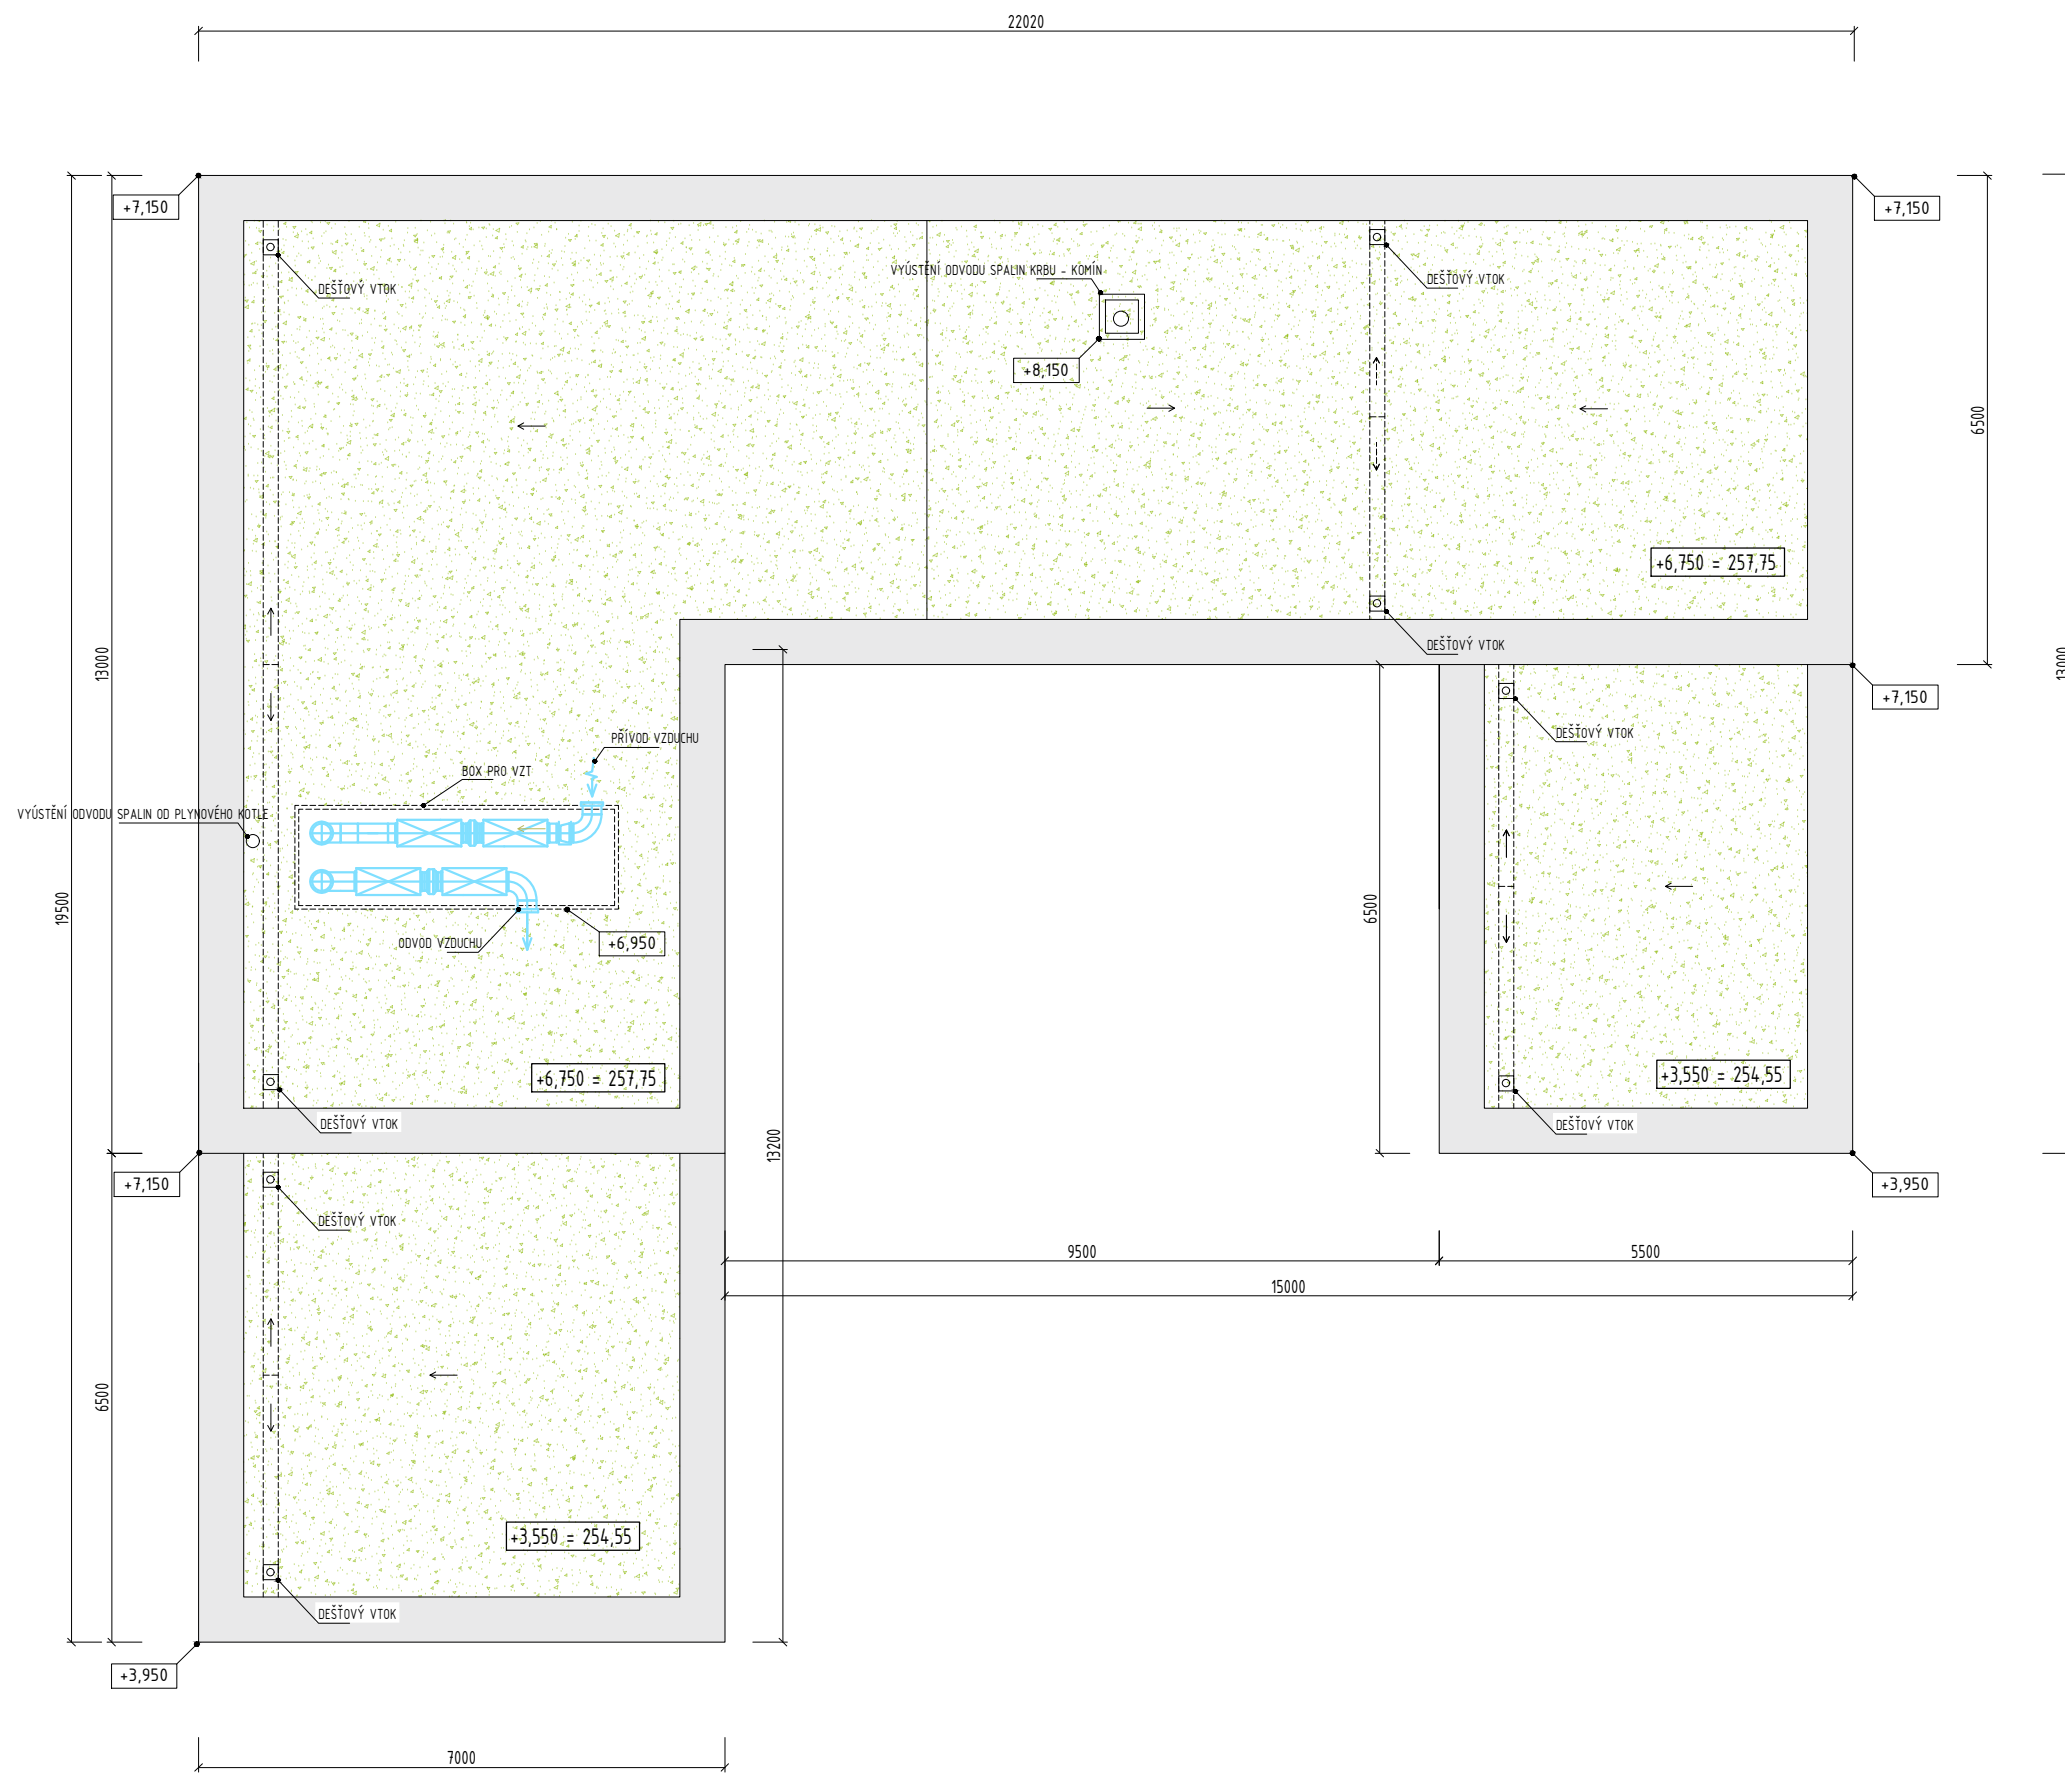 22020
+7,150
+7,150
VYÚSTĚNÍ ODVODU SPALIN KRBU - KOMÍN
DEŠŤOVÝ VTOK
DEŠŤOVÝ VTOK
+8,150
6500
+6,750 = 257,75
DEŠŤOVÝ VTOK
13000
13000
+7,150
PŘÍVOD VZDUCHU
DEŠŤOVÝ VTOK
BOX PRO VZT
VYÚSTĚNÍ ODVODU SPALIN OD PLYNOVÉHO KOTLE
19500
6500
ODVOD VZDUCHU
+6,950
+6,750 = 257,75
+3,550 = 254,55
DEŠŤOVÝ VTOK
DEŠŤOVÝ VTOK
13200
+7,150
+3,950
DEŠŤOVÝ VTOK
9500
5500
15000
6500
+3,550 = 254,55
DEŠŤOVÝ VTOK
+3,950
7000